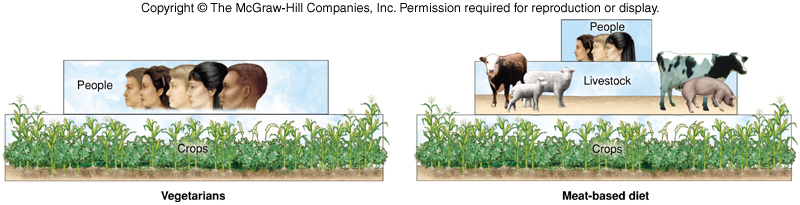 Copyright © The McGraw-Hill Companies, Inc. Permission required for reproduction or display.
People
Crops
Vegetarians
People
Livestock
Crops
Meat-based diet